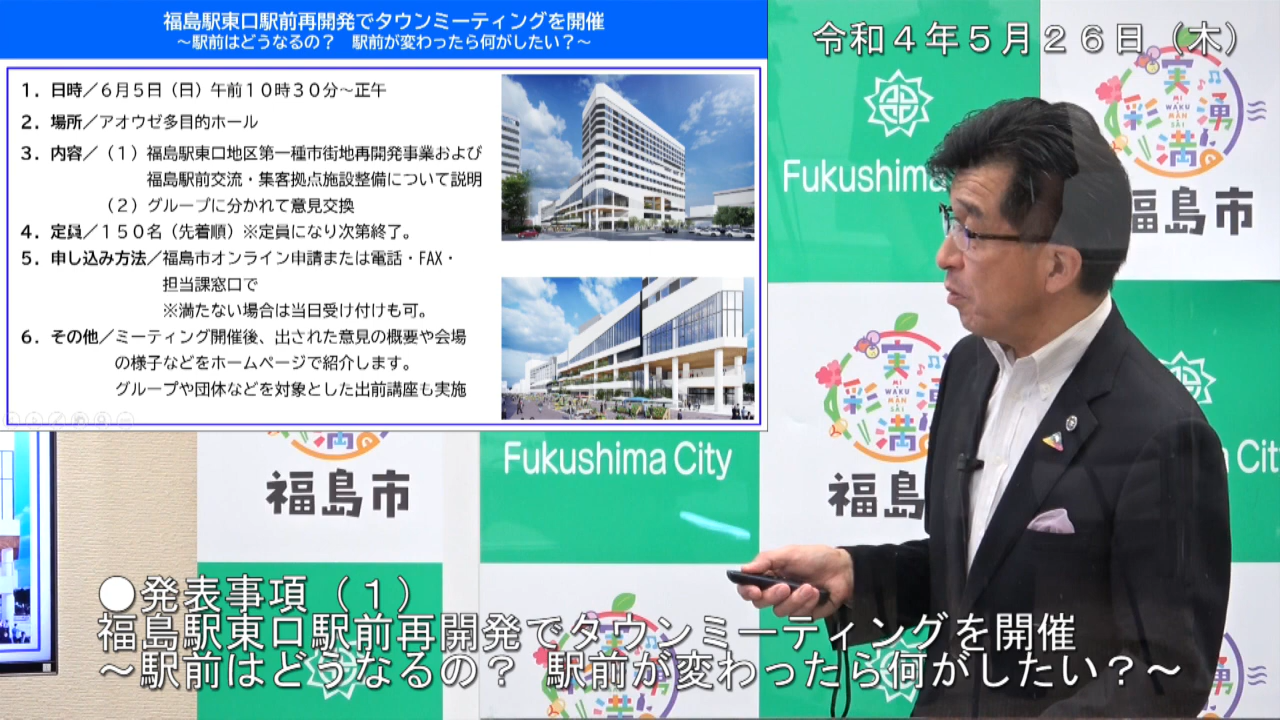 福島駅東口駅前再開発でタウンミーティングを開催
～駅前はどうなるの？　駅前が変わったら何がしたい？～
令和４年５月２６日（木）
１．日時／６月５日（日）午前１０時３０分～正午
２．場所／アオウゼ多目的ホール
３．内容／（１）福島駅東口地区第一種市街地再開発事業および
福島駅前交流・集客拠点施設整備について説明
（２）グループに分かれて意見交換
４．定員／１５０名（先着順）※定員になり次第終了。
５．申し込み方法／福島市オンライン申請または電話・FAX・
担当課窓口で
※満たない場合は当日受け付けも可。
６．その他／ミーティング開催後、出された意見の概要や会場
の様子などをホームページで紹介します。
グループや団体などを対象とした出前講座も実施
Fukushima
実湧満彩
MI
WAKU
MAN
SAI
福島市
実湧満彩
MI
WAKU
MAN
SAI
福島
満
福島市
Fukushima City
●発表事項（１）
福島駅東口駅前再開発でタウンミーティングを開催
～駅前はどうなるの？　駅前が変わったら何がしたい？～